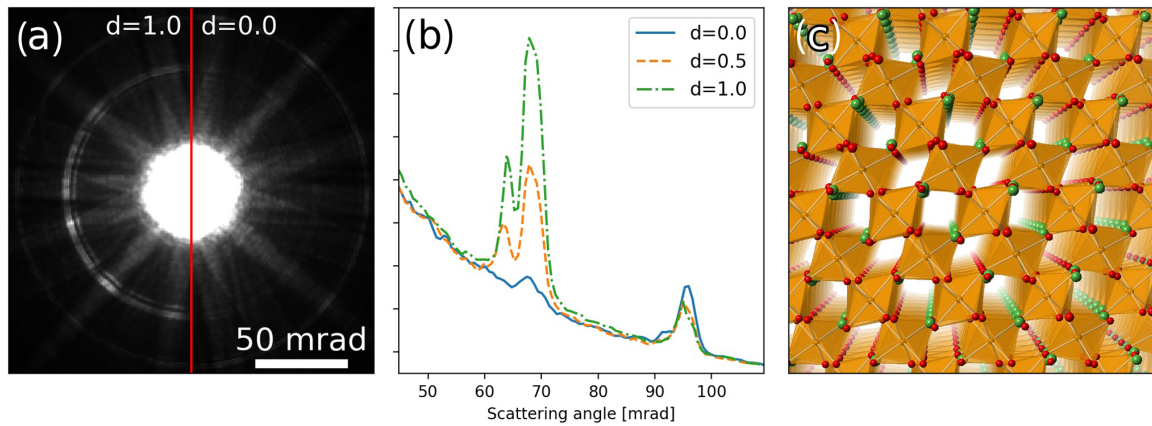 (a)
d=1.0
d=0.0
50 mrad
(b)
d=0.0
d=0.5
d=1.0
50 60 70 80 90 100
Scattering angle [mrad]
(c)